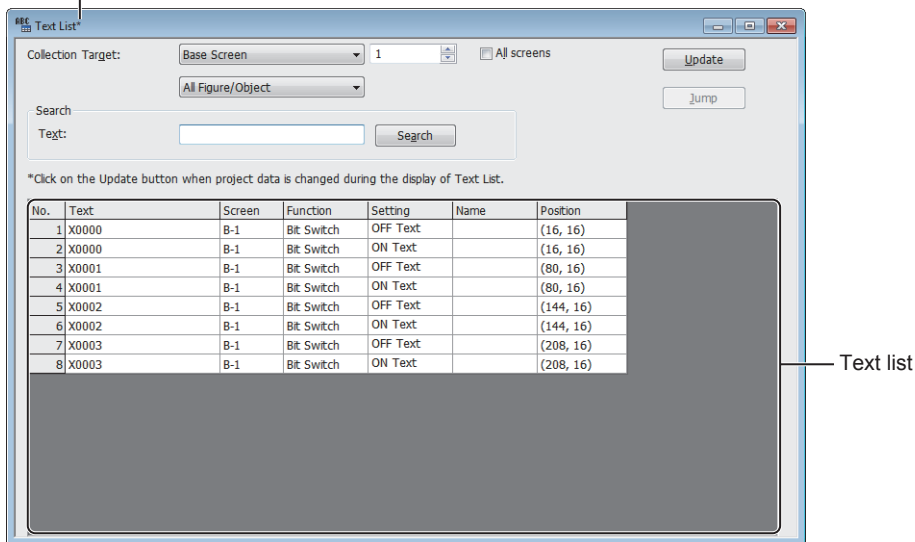 ABC Text List*
Collection Target: Base Screen 1 All screens Update
All Figure/Object Jump
Search
Text: Search
*Click on the Update button when project data is changed during the display of Text List.
No. Text Screen Function Setting Name Position
1 X0000 B-1 Bit Switch OFF Text (16, 16)
2 X0000 B-1 Bit Switch ON Text (16, 16)
3 X0001 B-1 Bit Switch OFF Text (80, 16)
4 X0001 B-1 Bit Switch ON Text (80, 16)
5 X0002 B-1 Bit Switch OFF Text (144, 16)
6 X0002 B-1 Bit Switch ON Text (144, 16)
7 X0003 B-1 Bit Switch OFF Text (208, 16)
8 X0003 B-1 Bit Switch ON Text (208, 16)
Text list